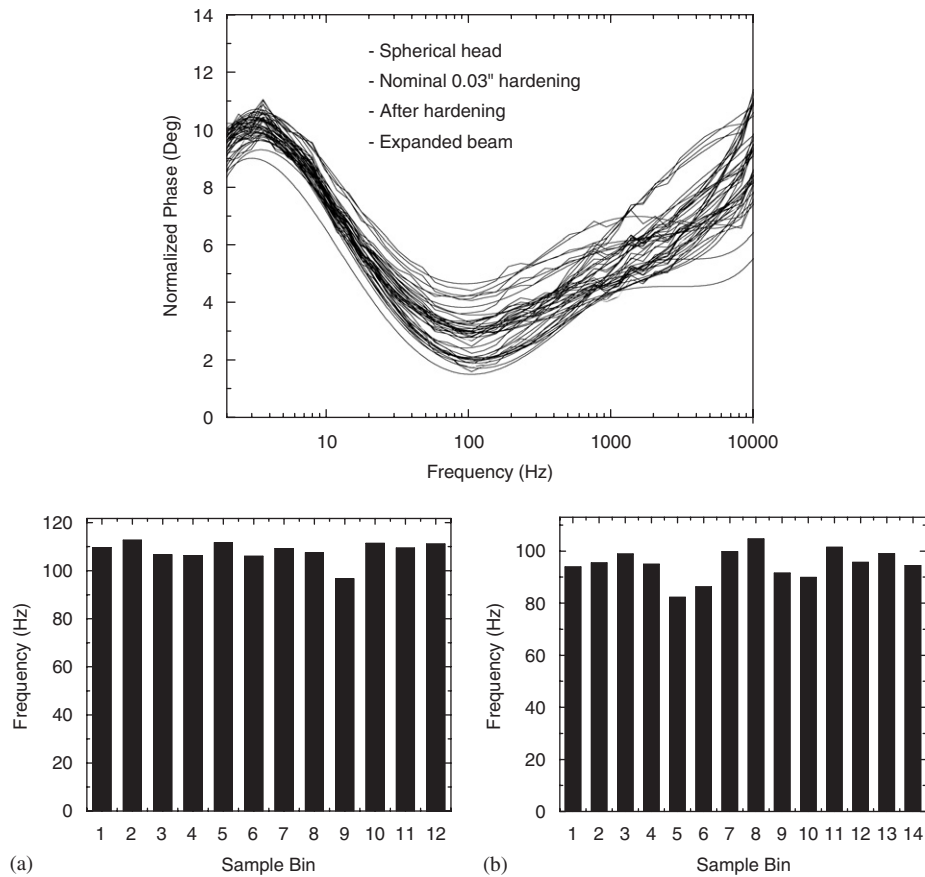 14
12
10
8
6
4
2
0
Normalized Phase (Deg)
- Spherical head
- Nominal 0.03" hardening
- After hardening
- Expanded beam
10 100 1000 10000
Frequency (Hz)
120
100
80
60
40
20
0
Frequency (Hz)
1 2 3 4 5 6 7 8 9 10 11 12
(a) Sample Bin
100
80
60
40
20
0
Frequency (Hz)
1 2 3 4 5 6 7 8 9 10 11 12 13 14
(b) Sample Bin